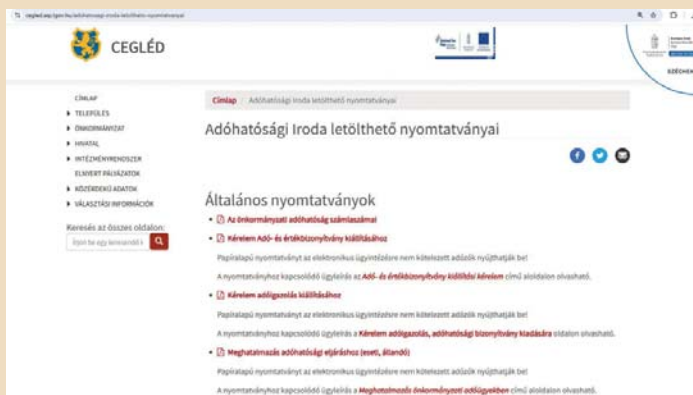 CEGLÉD
CÍMLAP
TELEPÜLÉS
ÖNKORMÁNYZAT
HIVATAL
INTÉZMÉNYRENDSZER
ELNYERT PÁLYÁZATOK
KÖZÉRDEKŰ ADATOK
VÁLASZTÁSI INFORMÁCIÓK
Keresés az összes oldalon:
Címlap / Adóhatósági Iroda letölthető nyomtatványai
Adóhatósági Iroda letölthető nyomtatványai
Általános nyomtatványok
Az önkormányzati adóhatóság számlaszámai
Kérelem Adó- és értékbizonyítvány kiállításához
Papíralapú nyomtatványt az elektronikus ügyintézésre nem kötelezett adózók nyújthatják be!
A nyomtatványhoz kapcsolódó ügyleírás az Adó- és értékbizonyítvány kiállítási kérelem című aloldalon olvasható.
Kérelem adóigazolás kiállításához
Papíralapú nyomtatványt az elektronikus ügyintézésre nem kötelezett adózók nyújthatják be!
A nyomtatványhoz kapcsolódó ügyleírás a Kérelem adóigazolás, adóhatósági bizonyítvány kiadására oldalon olvasható.
Meghatalmazás adóhatósági eljáráshoz (eseti, állandó)
Papíralapú nyomtatványt az elektronikus ügyintézésre nem kötelezett adózók nyújthatják be!
A nyomtatványhoz kapcsolódó ügyleírás a Meghatalmazás önkormányzati adóügyekben című aloldalon olvasható.